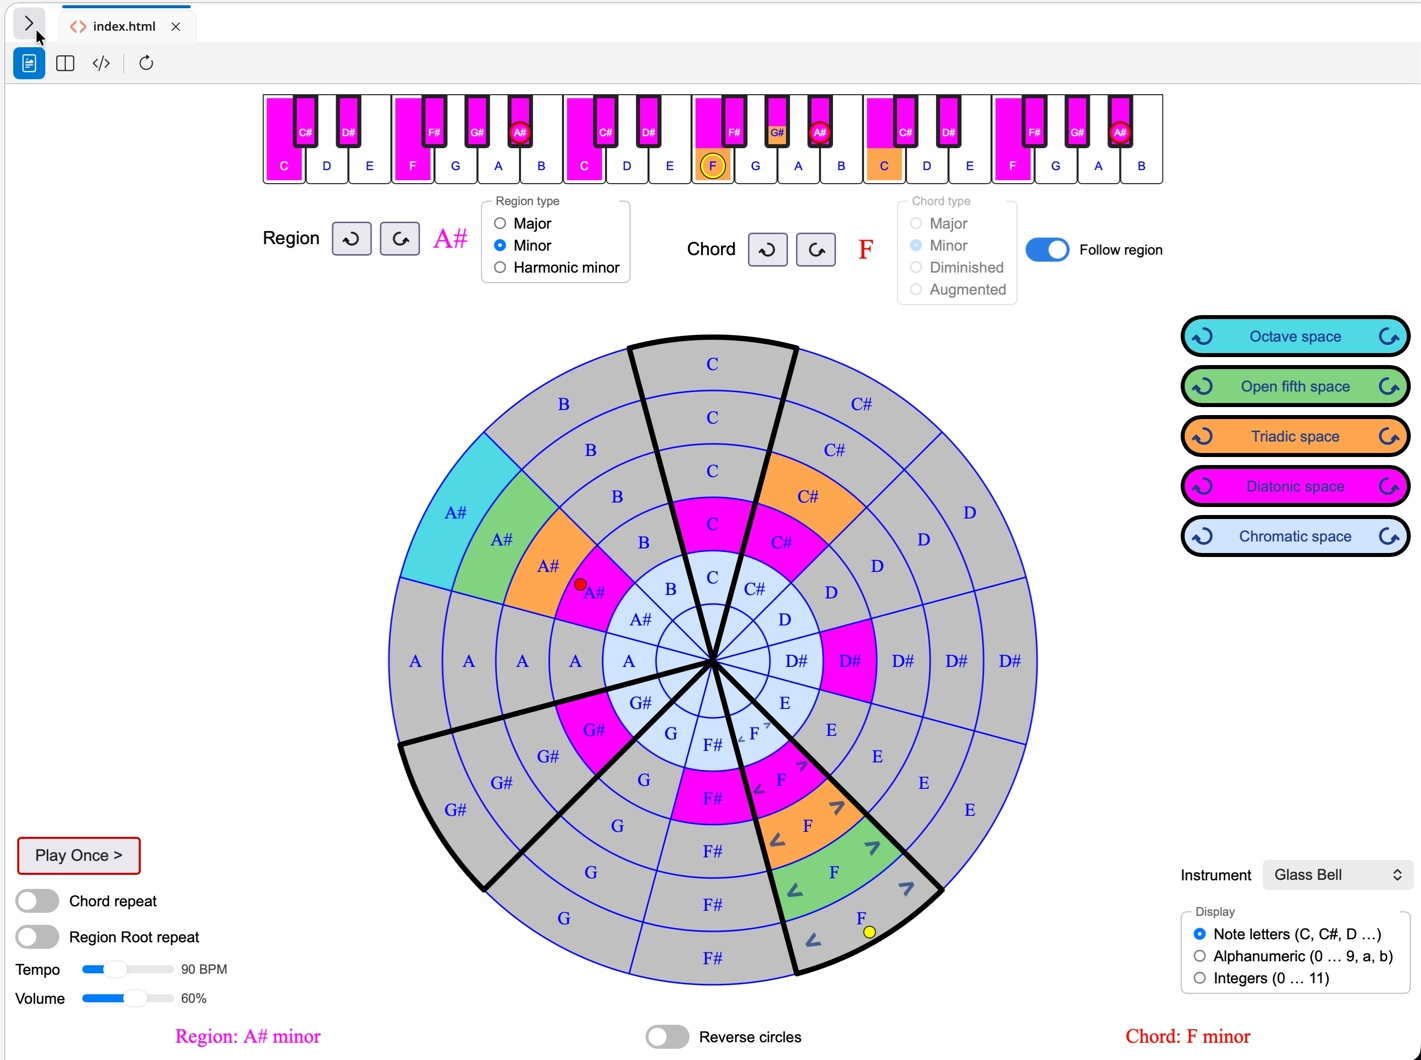 index.html
C# D# F# G# A# C# D# F# G# A# C# D# F# G# A#
C D E F G A B C D E F G A B C D E F G A B
Region A#
Region type
Major
Minor
Harmonic minor
Chord F
Chord type
Major
Minor
Diminished
Augmented
Follow region
Octave space
Open fifth space
Triadic space
Diatonic space
Chromatic space
C C# D D# E F F# G G# A A# B
C C# D D# E F F# G G# A A# B
C C# D D# E F F# G G# A A# B
C C# D D# E F F# G G# A A# B
C C# D D# E F F# G G# A A# B
Play Once >
Chord repeat
Region Root repeat
Tempo 90 BPM
Volume 60%
Instrument Glass Bell
Display
Note letters (C, C#, D ...)
Alphanumeric (0 ... 9, a, b)
Integers (0 ... 11)
Region: A# minor
Reverse circles
Chord: F minor